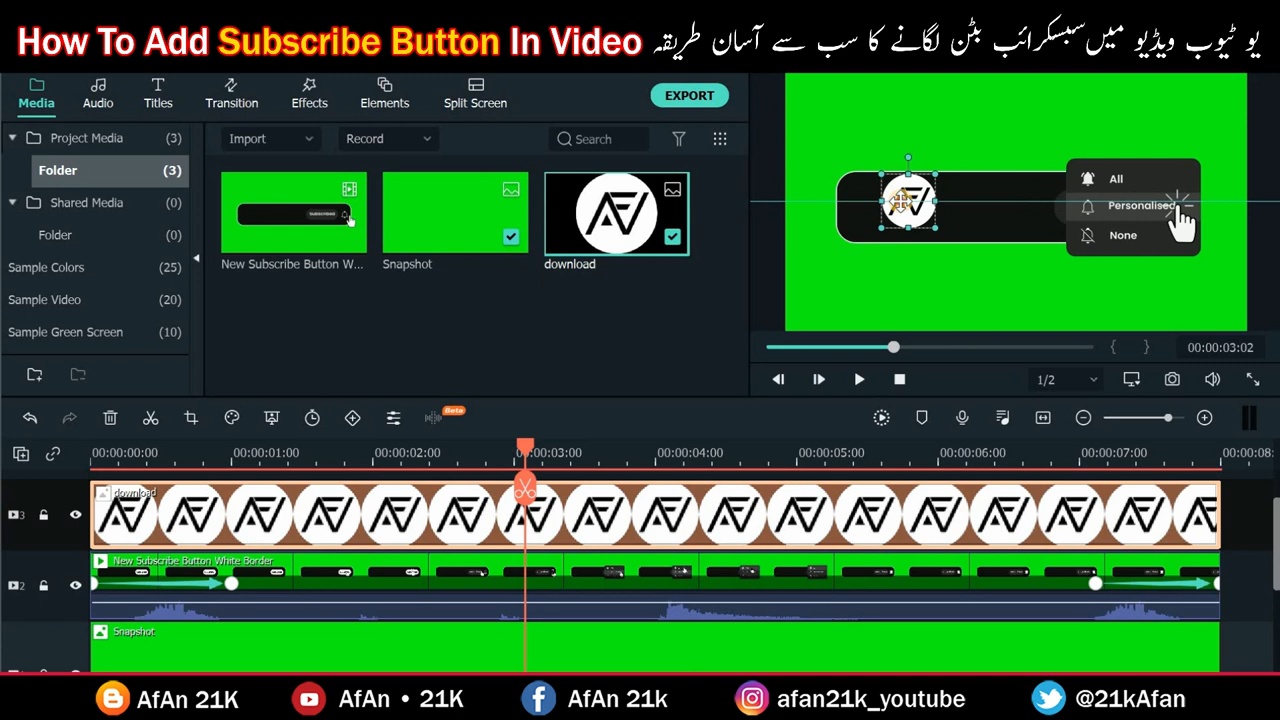 How To Add Subscribe Button In Video یو ٹیوب ویڈیو میں سبسکرائب بٹن لگانے کا سب سے آسان طریقہ
Media Audio Titles Transition Effects Elements Split Screen EXPORT
Project Media (3)
Folder (3)
Shared Media (0)
Folder (0)
Sample Colors (25)
Sample Video (20)
Sample Green Screen (10)
Import Record Search
SUBSCRIBED
New Subscribe Button W... Snapshot download
All
Personalised
None
{ } 00:00:03:02
1/2
Beta
00:00:00:00 00:00:01:00 00:00:02:00 00:00:03:00 00:00:04:00 00:00:05:00 00:00:06:00 00:00:07:00 00:00:08:
download
3
New Subscribe Button White Border
2
Snapshot
AfAn 21K AfAn • 21K AfAn 21k afan21k_youtube @21kAfan